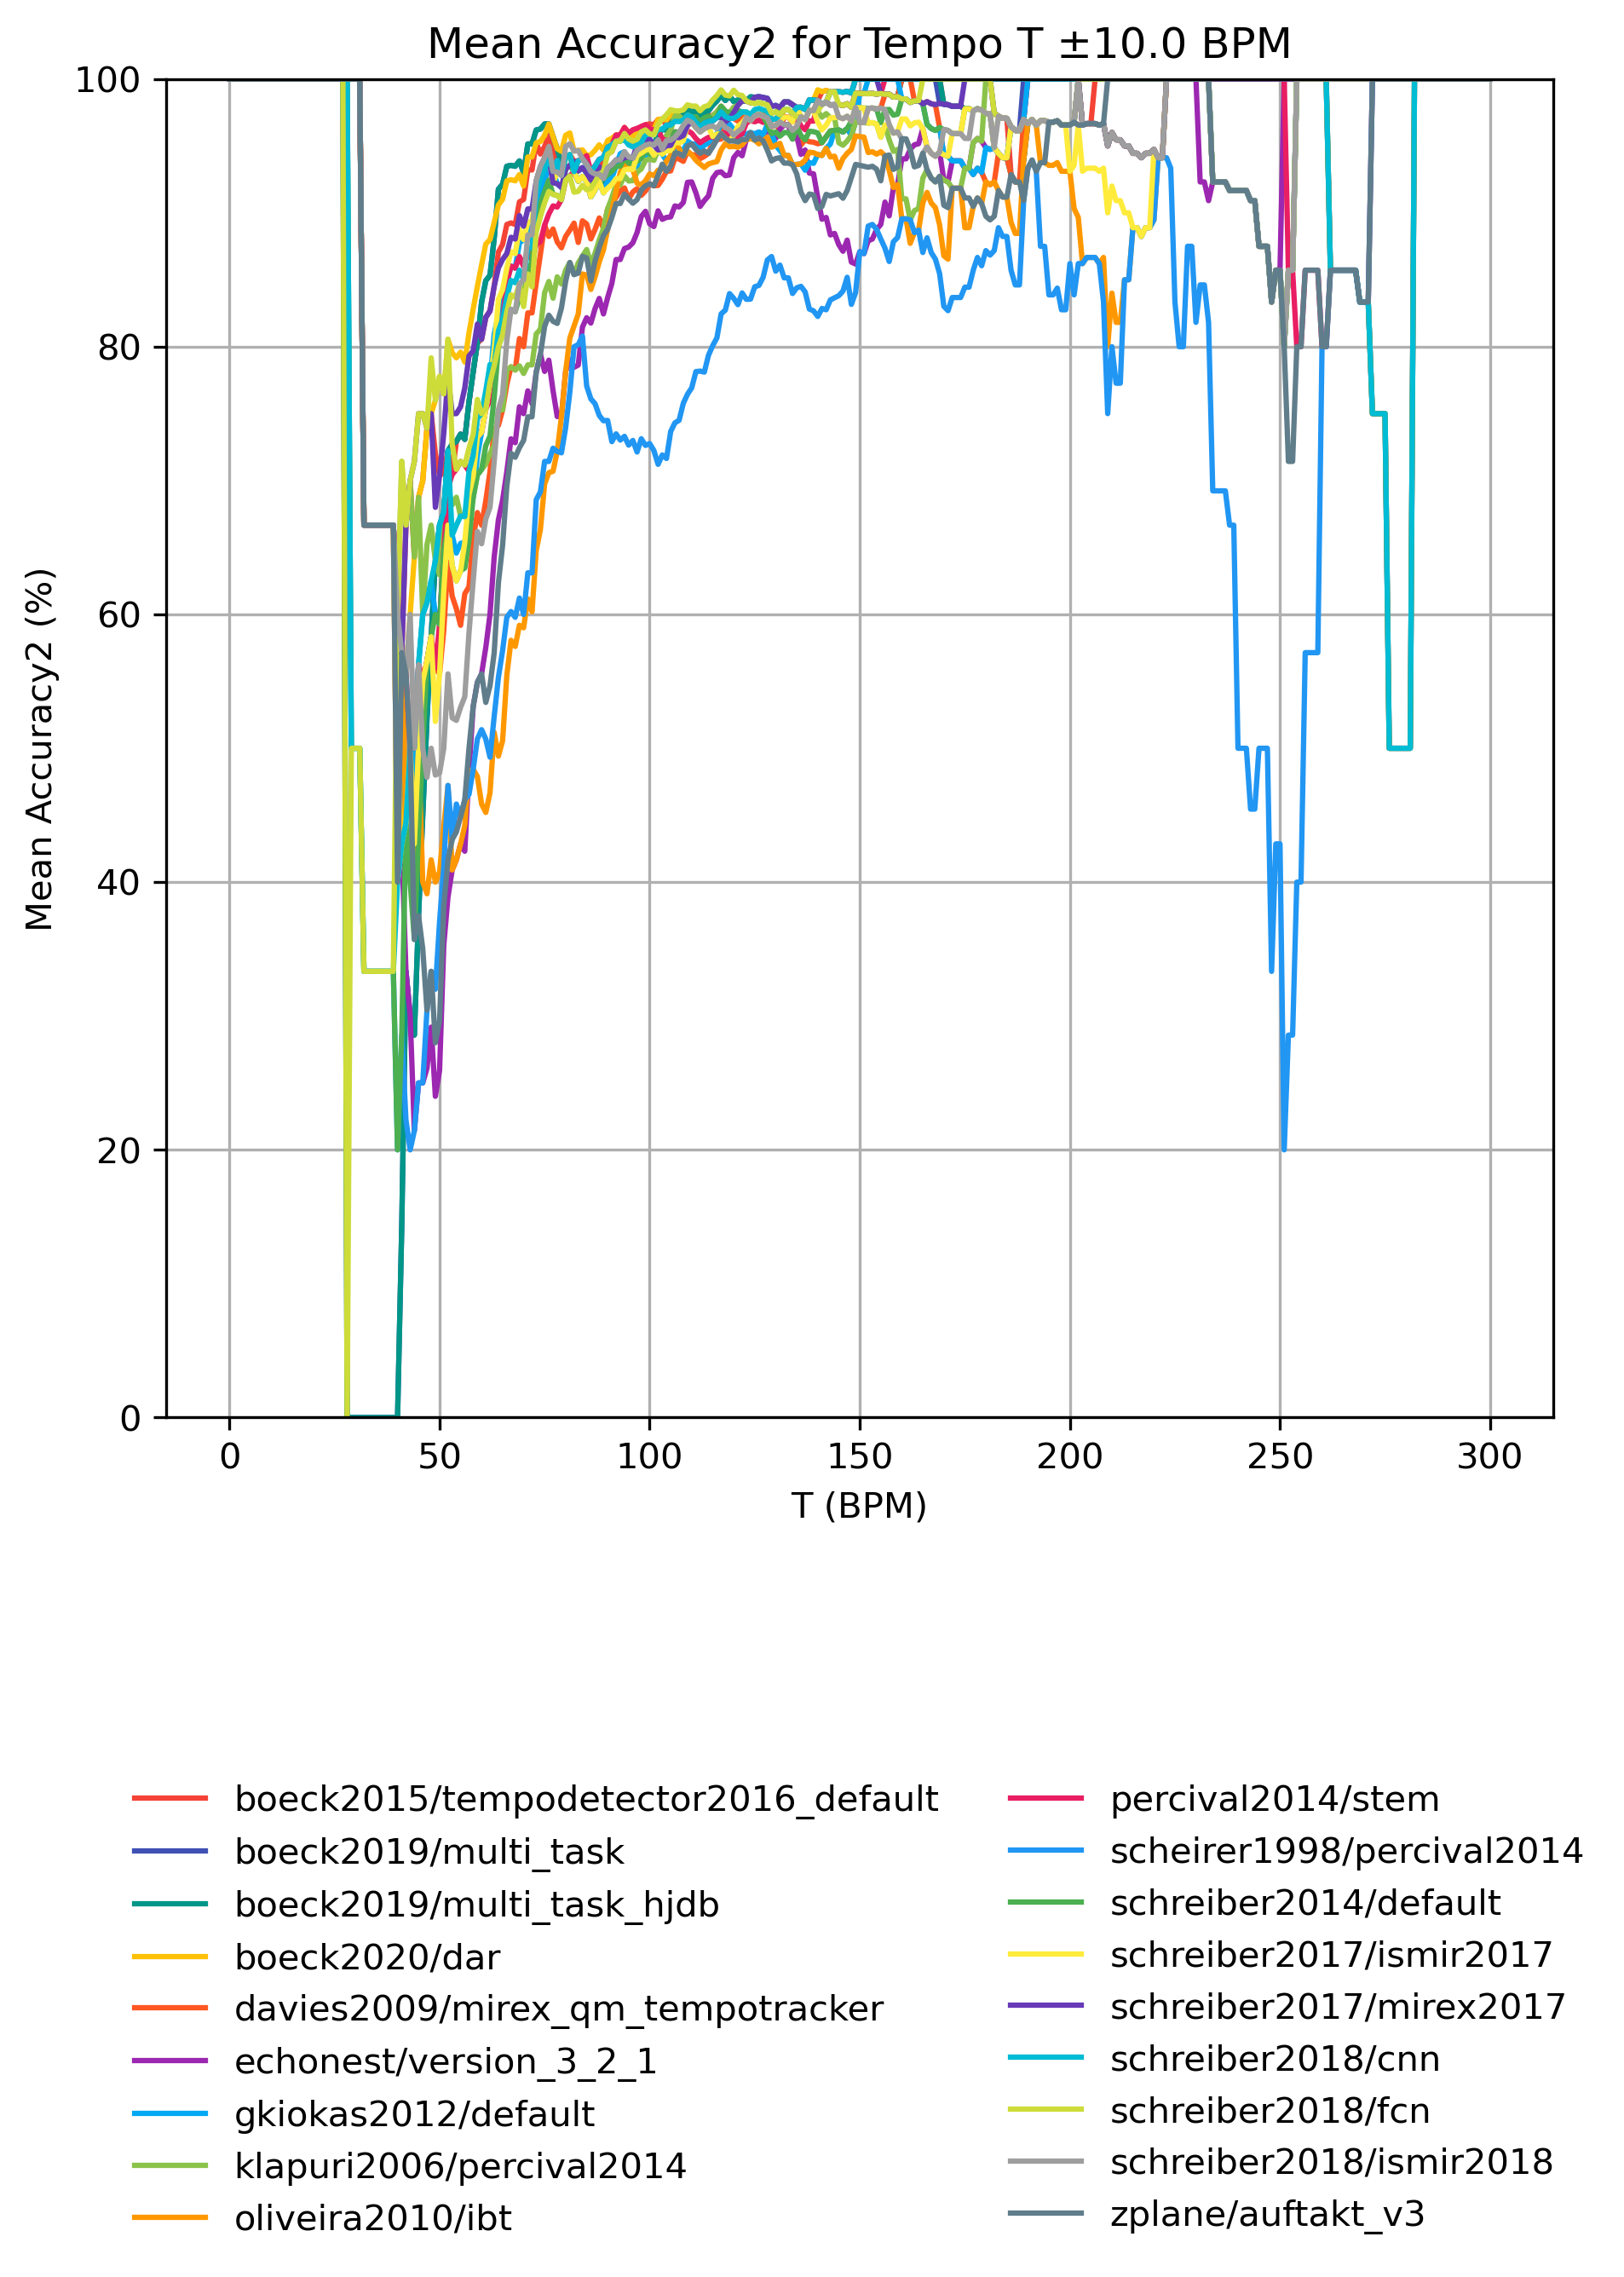 Mean Accuracy2 for Tempo T ±10.0 BPM
100
80
60
40
20
0
Mean Accuracy2 (%)
0 50 100 150 200 250 300
T (BPM)
boeck2015/tempodetector2016_default
boeck2019/multi_task
boeck2019/multi_task_hjdb
boeck2020/dar
davies2009/mirex_qm_tempotracker
echonest/version_3_2_1
gkiokas2012/default
klapuri2006/percival2014
oliveira2010/ibt
percival2014/stem
scheirer1998/percival2014
schreiber2014/default
schreiber2017/ismir2017
schreiber2017/mirex2017
schreiber2018/cnn
schreiber2018/fcn
schreiber2018/ismir2018
zplane/auftakt_v3